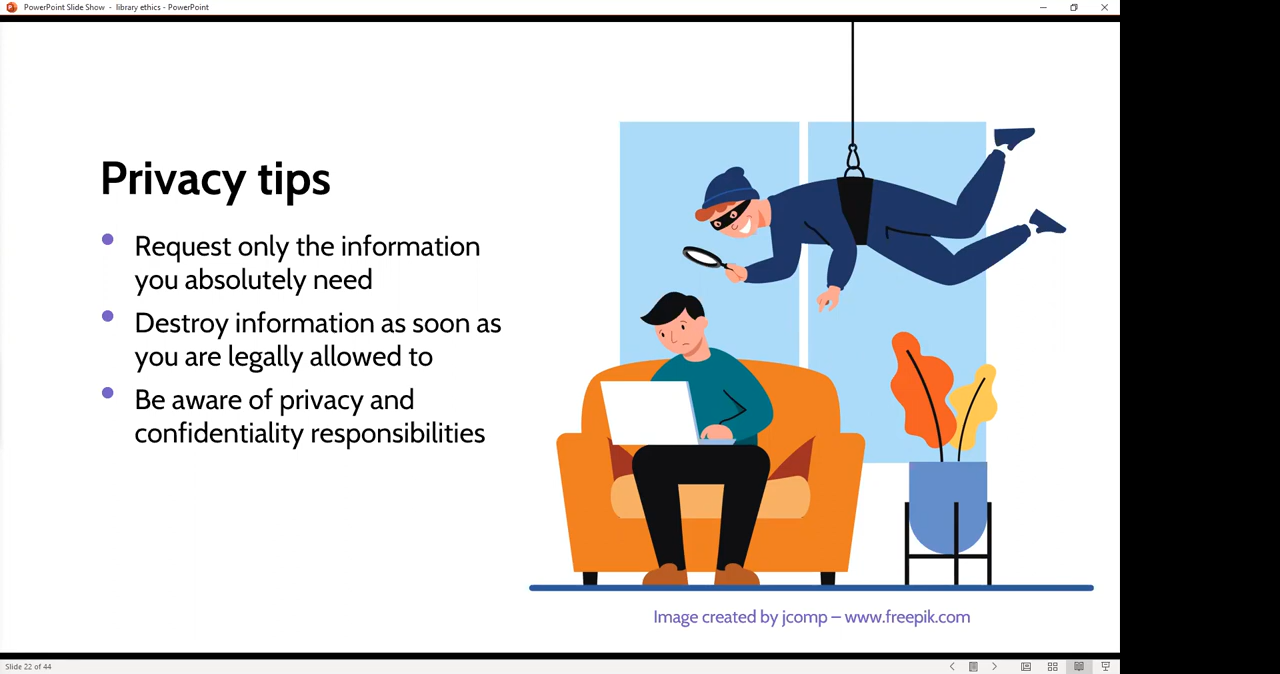 PowerPoint Slide Show - library ethics - PowerPoint
Privacy tips
Request only the information
you absolutely need
Destroy information as soon as
you are legally allowed to
Be aware of privacy and
confidentiality responsibilities
Image created by jcomp – www.freepik.com
Slide 22 of 44